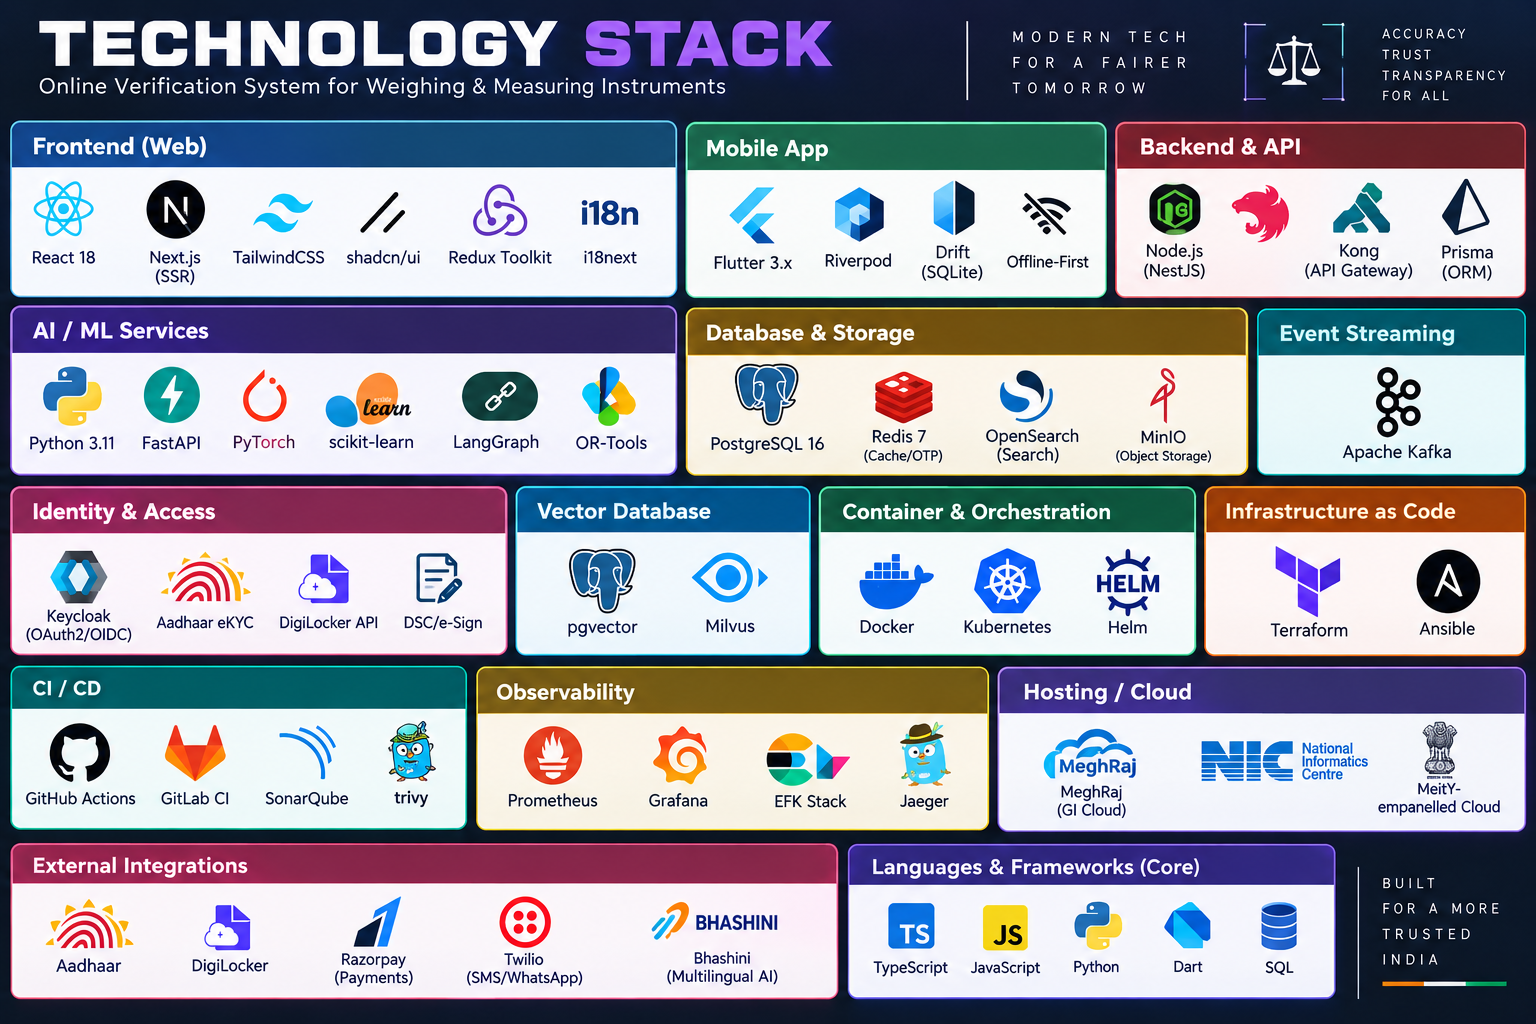 TECHNOLOGY STACK
Online Verification System for Weighing & Measuring Instruments
MODERN TECH
FOR A FAIRER
TOMORROW
ACCURACY
TRUST
TRANSPARENCY
FOR ALL
Frontend (Web)
React 18
N
Next.js
(SSR)
TailwindCSS
shadcn/ui
Redux Toolkit
i18n
i18next
Mobile App
Flutter 3.x
Riverpod
Drift
(SQLite)
Offline-First
Backend & API
Node.js
(NestJS)
Kong
(API Gateway)
Prisma
(ORM)
AI / ML Services
Python 3.11
FastAPI
PyTorch
learn
scikit-learn
LangGraph
OR-Tools
Database & Storage
PostgreSQL 16
Redis 7
(Cache/OTP)
OpenSearch
(Search)
MinIO
(Object Storage)
Event Streaming
Apache Kafka
Identity & Access
Keycloak
(OAuth2/OIDC)
Aadhaar eKYC
DigiLocker API
DSC/e-Sign
Vector Database
pgvector
Milvus
Container & Orchestration
Docker
Kubernetes
HELM
Helm
Infrastructure as Code
Terraform
A
Ansible
CI / CD
GitHub Actions
GitLab CI
SonarQube
trivy
Observability
Prometheus
Grafana
EFK Stack
Jaeger
Hosting / Cloud
MeghRaj
MeghRaj
(GI Cloud)
NIC National
Informatics
Centre
MeitY-
empanelled Cloud
External Integrations
Aadhaar
DigiLocker
Razorpay
(Payments)
Twilio
(SMS/WhatsApp)
BHASHINI
Bhashini
(Multilingual AI)
Languages & Frameworks (Core)
TS
TypeScript
JS
JavaScript
Python
Dart
SQL
BUILT
FOR A MORE
TRUSTED
INDIA